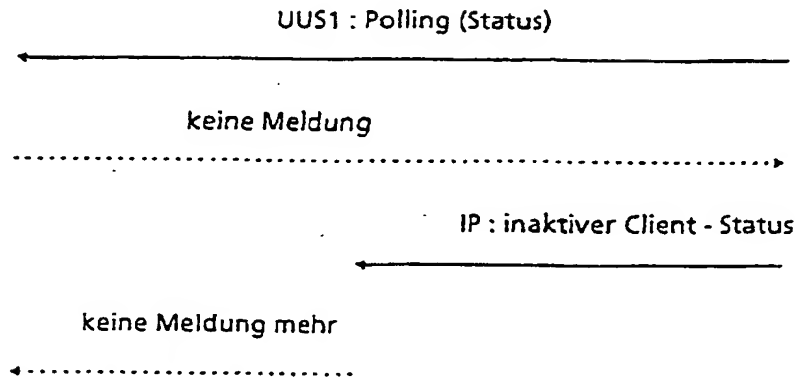 UUS1 : Polling (Status)
keine Meldung
IP : inaktiver Client - Status
keine Meldung mehr